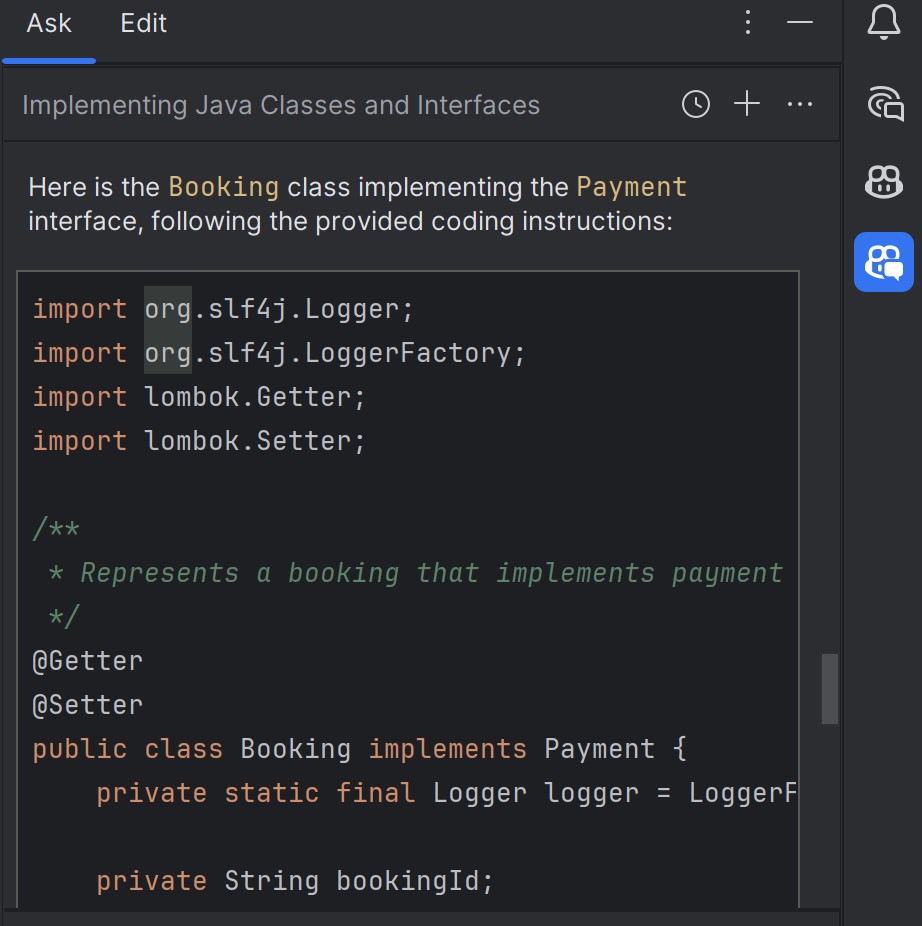 Ask Edit
Implementing Java Classes and Interfaces
Here is the Booking class implementing the Payment
interface, following the provided coding instructions:
import org.slf4j.Logger;
import org.slf4j.LoggerFactory;
import lombok.Getter;
import lombok.Setter;
/**
 * Represents a booking that implements payment
 */
@Getter
@Setter
public class Booking implements Payment {
    private static final Logger logger = LoggerF
    private String bookingId;